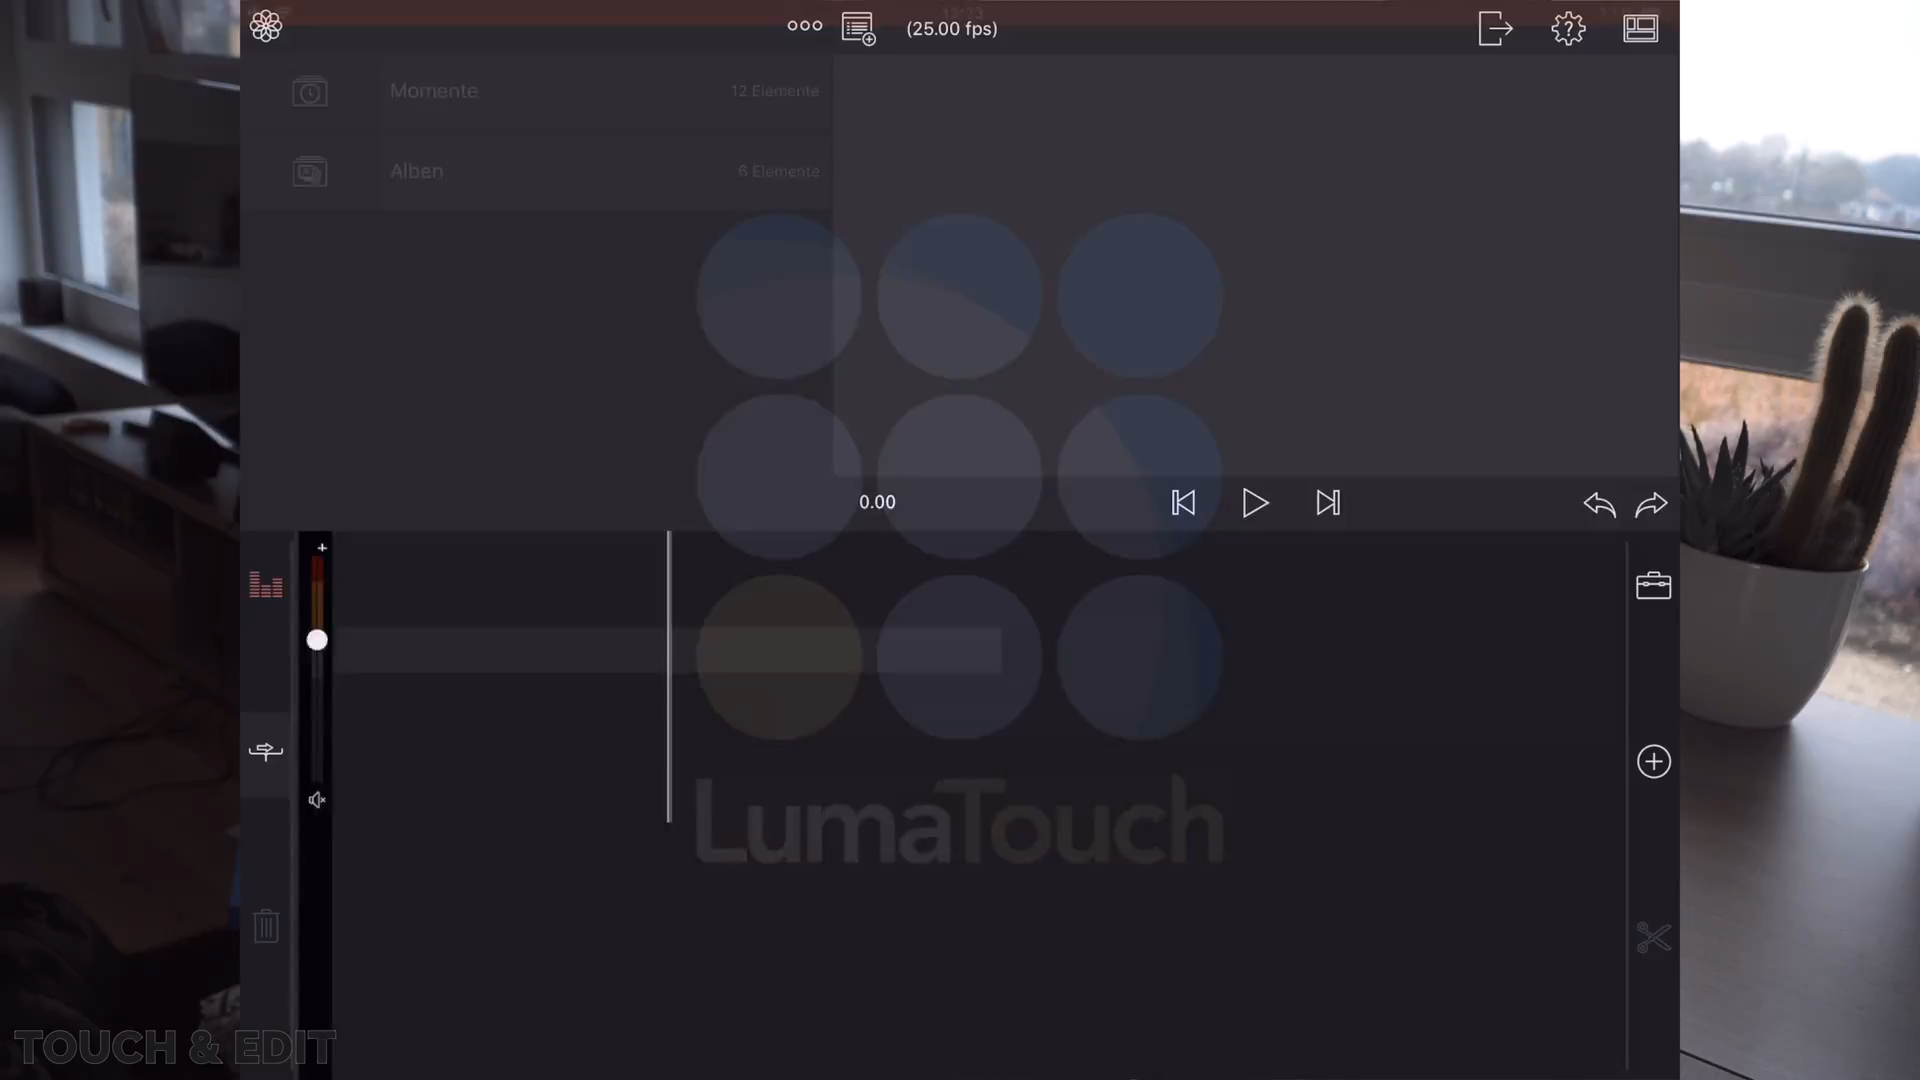 (25.00 fps)
Momente
12 Elemente
Alben
6 Elemente
0.00
LumaTouch
TOUCH & EDIT